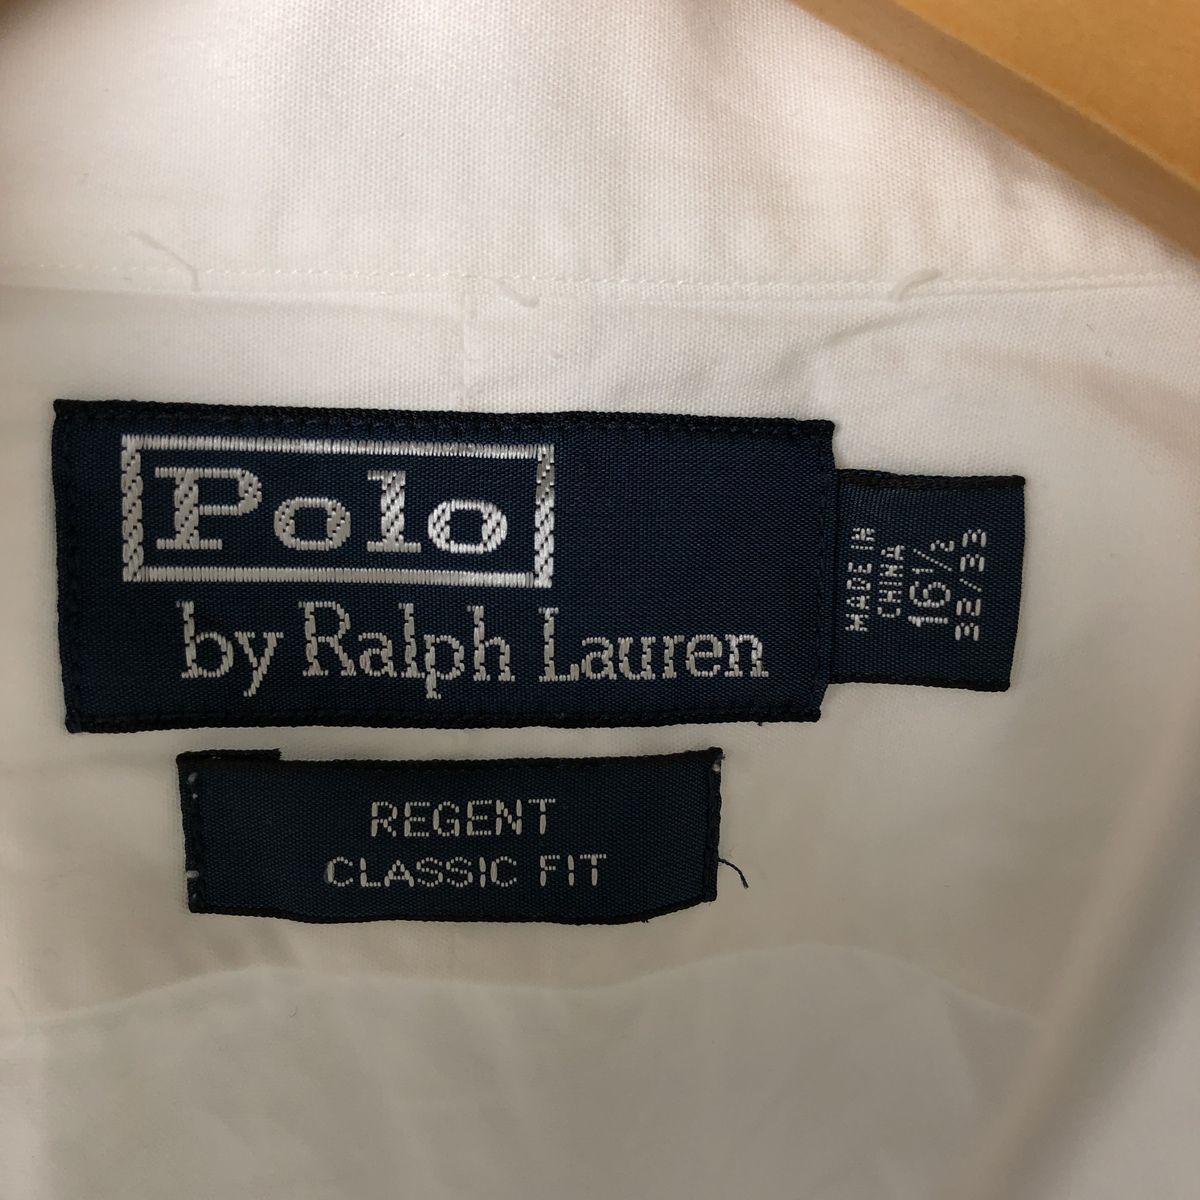 Polo
by Ralph Lauren
MADE IN
CHINA
16 1/2
32/33
REGENT
CLASSIC FIT